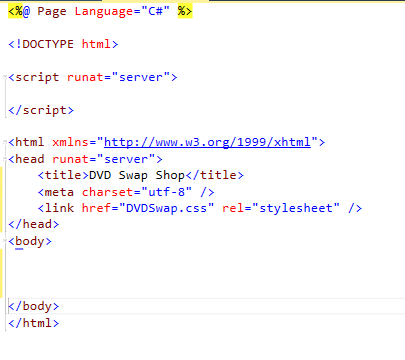 <%@ Page Language="C#" %>
<!DOCTYPE html>
<script runat="server">
</script>
<html xmlns="http://www.w3.org/1999/xhtml">
<head runat="server">
<title>DVD Swap Shop</title>
<meta charset="utf-8" />
<link href="DVDSwap.css" rel="stylesheet" />
</head>
<body>
</body>
</html>